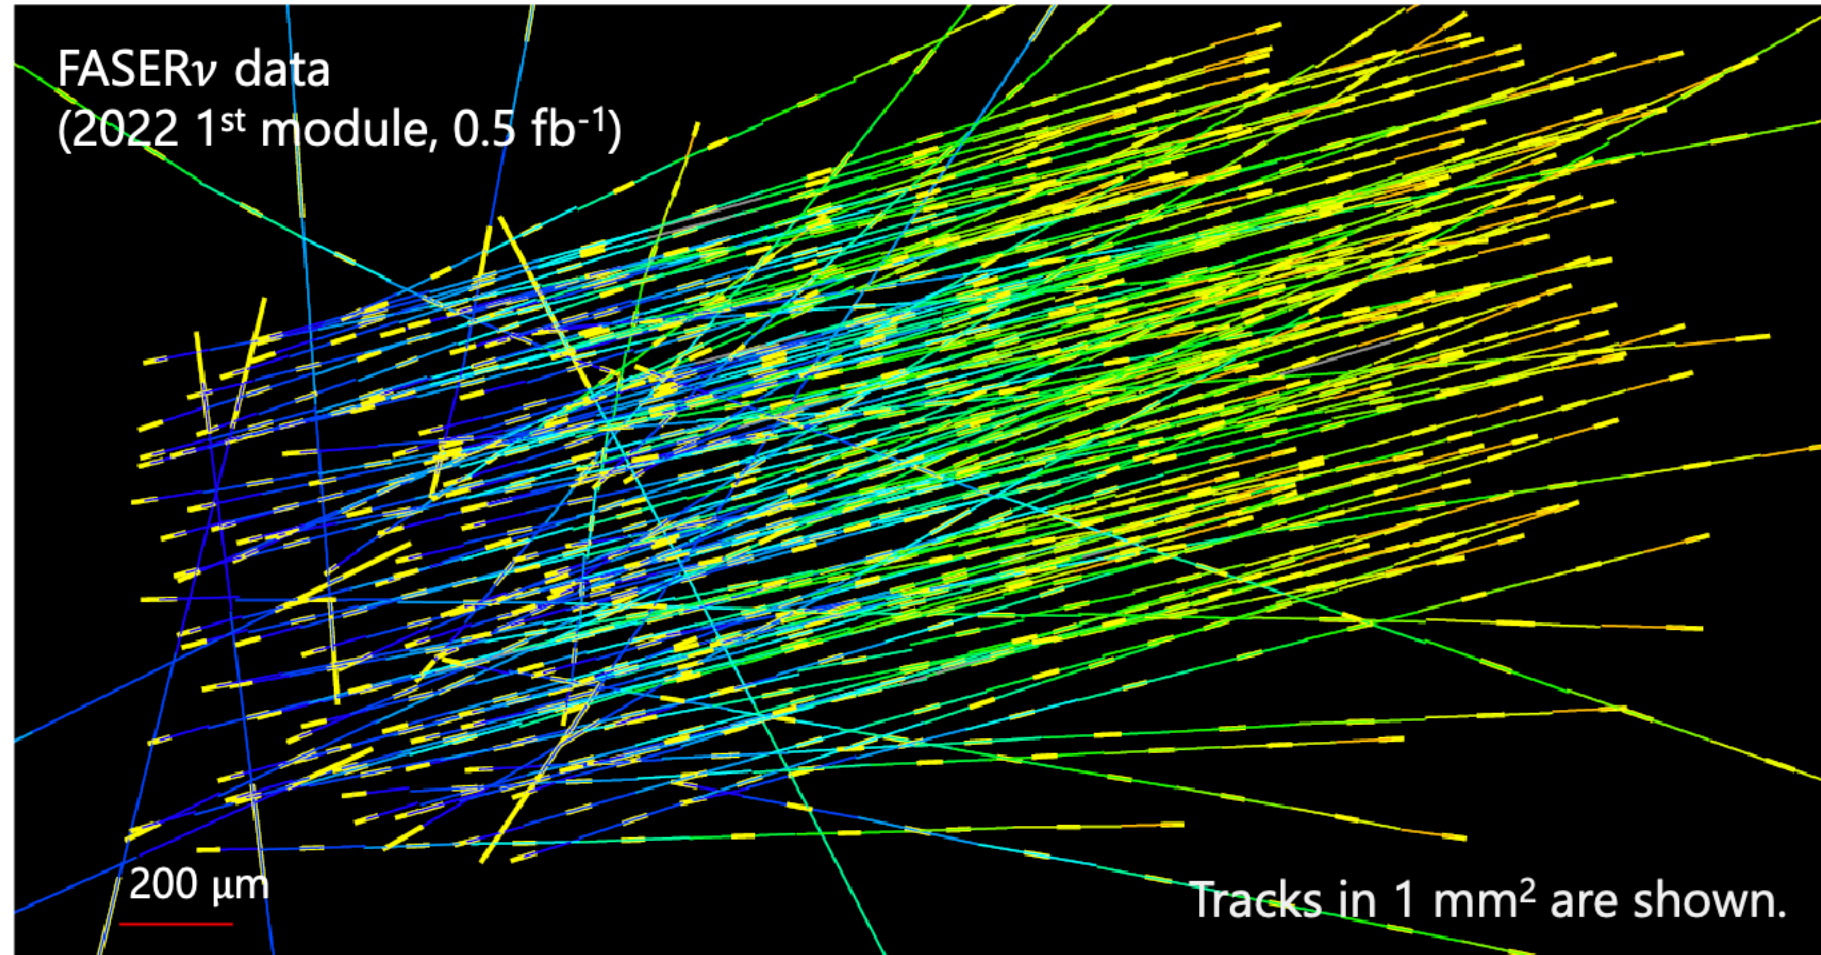 FASERν data
(2022 1st module, 0.5 fb-1)
200 μm
Tracks in 1 mm2 are shown.